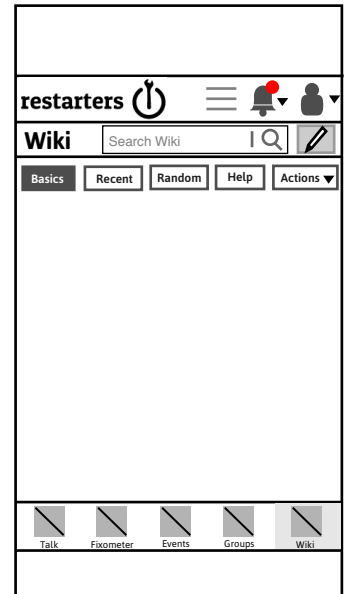 restarters
Wiki Search Wiki
Basics Recent Random Help Actions
Talk Fixometer Events Groups Wiki